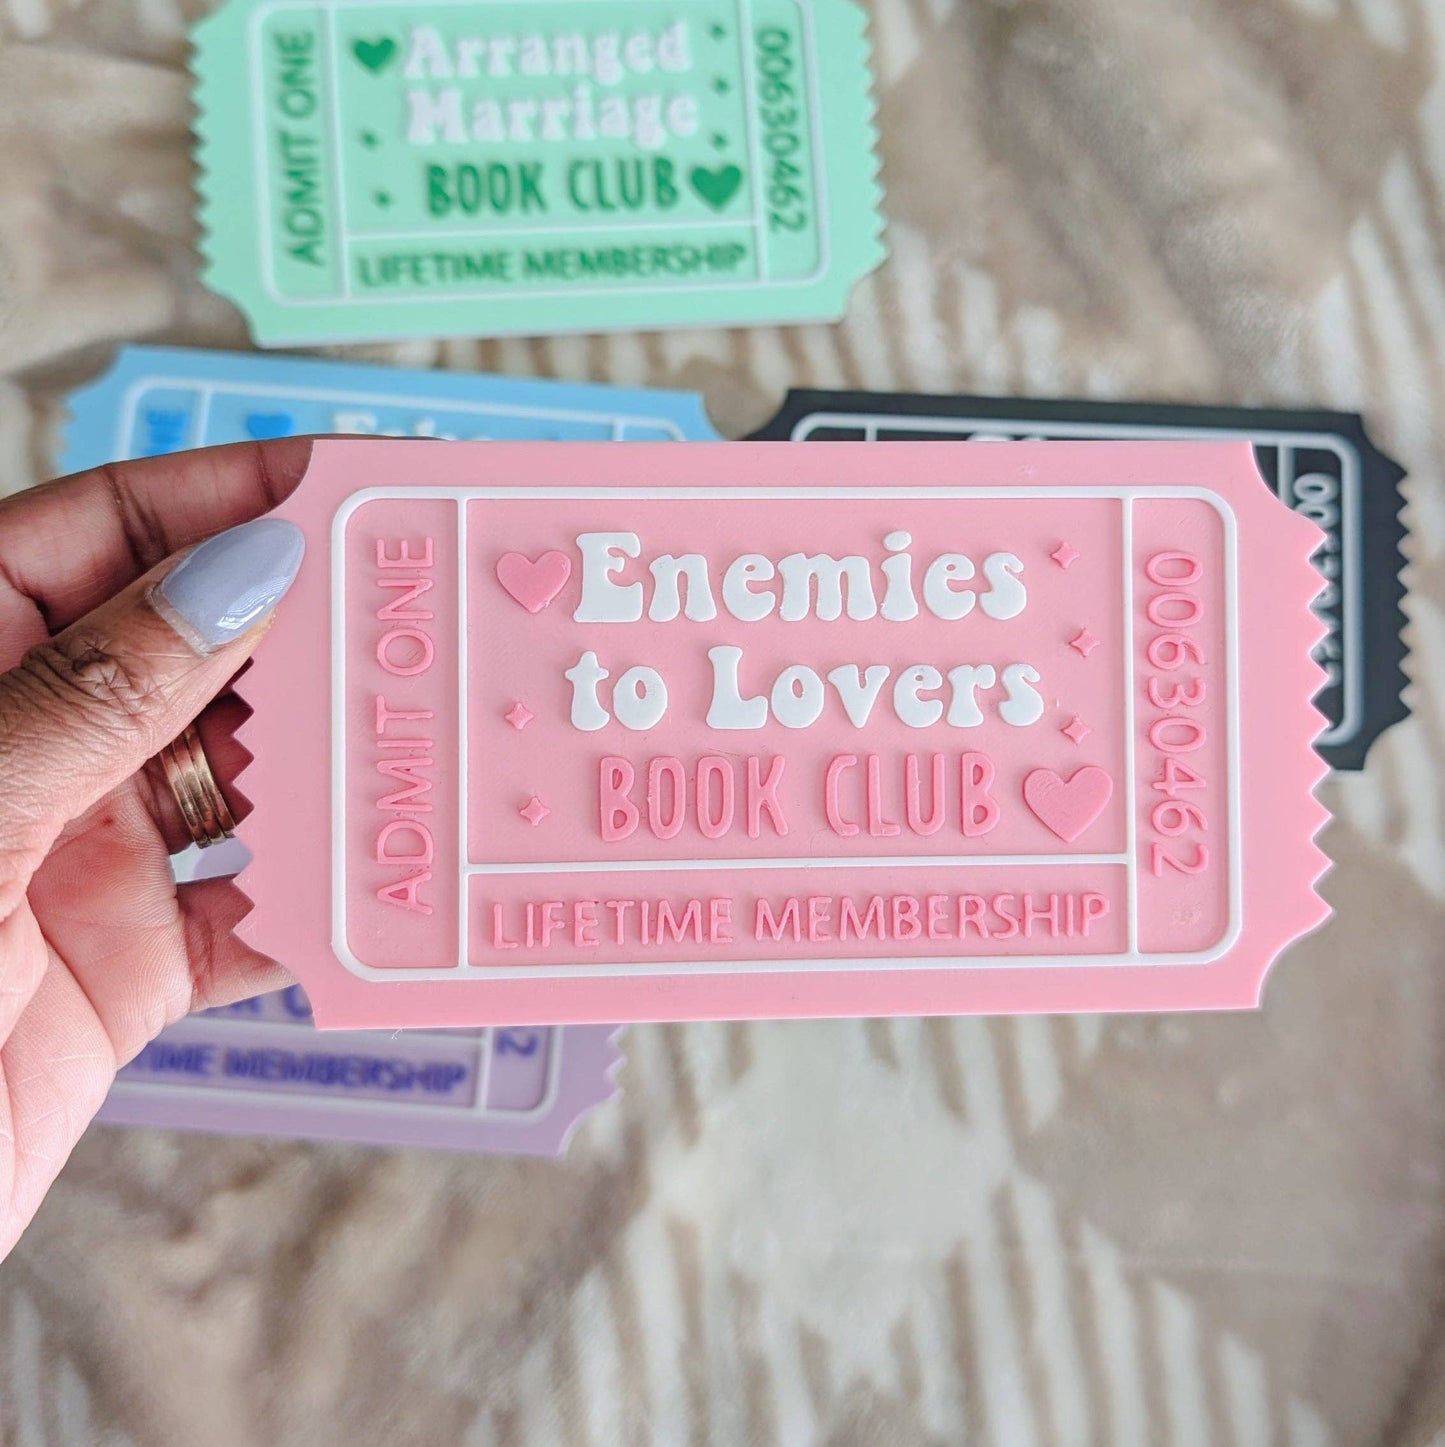 ADMIT ONE
Arranged
Marriage
BOOK CLUB
LIFETIME MEMBERSHIP
00630462
ADMIT ONE
Enemies
to Lovers
BOOK CLUB
LIFETIME MEMBERSHIP
00630462
MEMBERSHIP
2